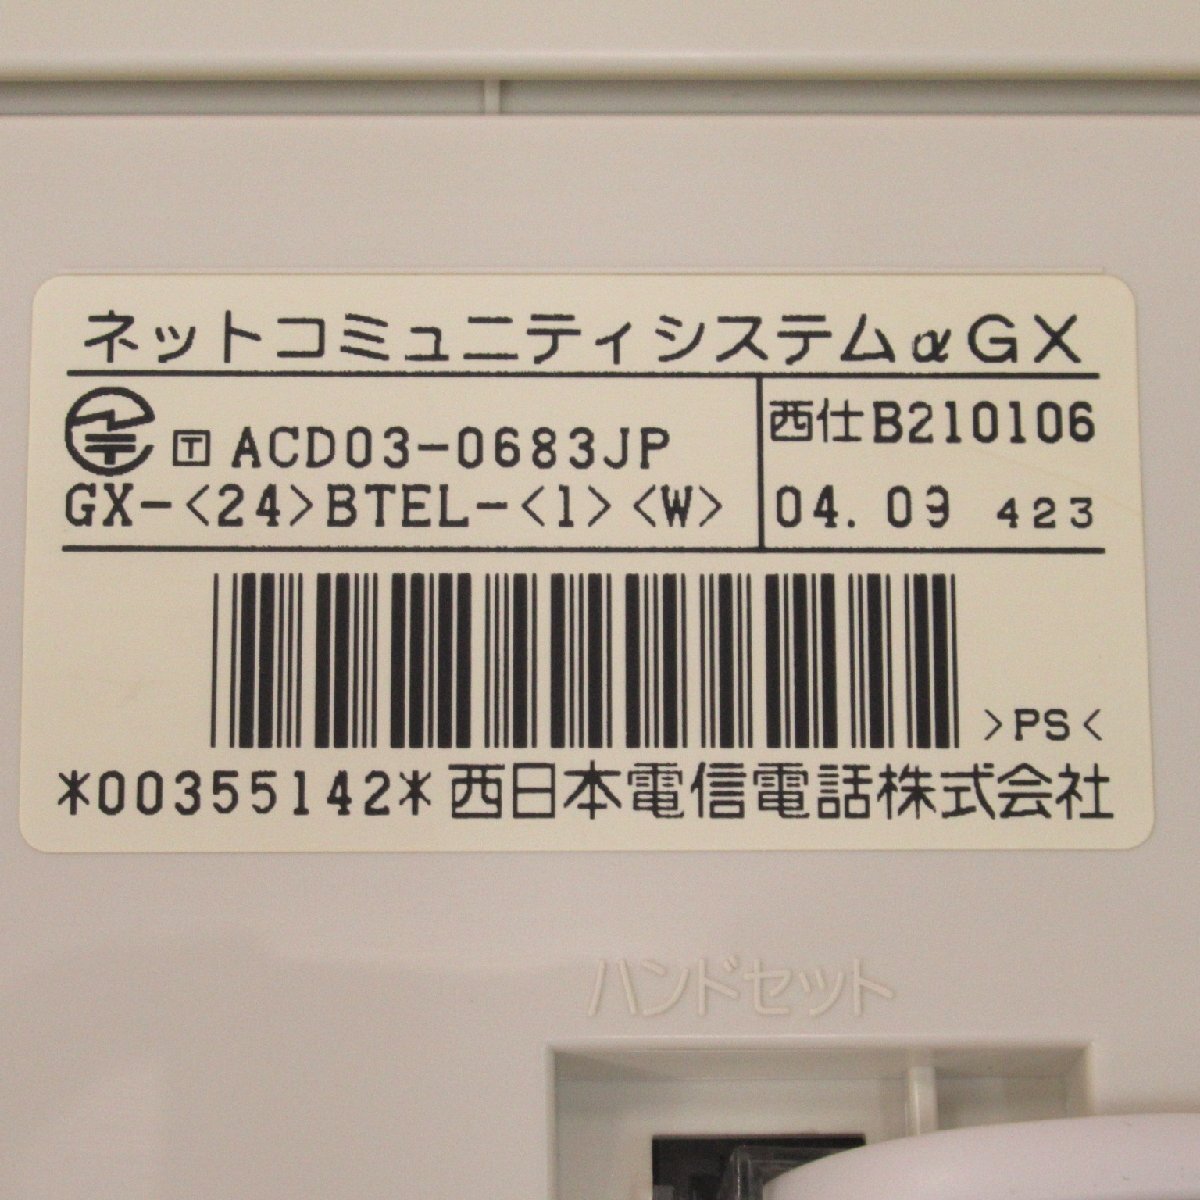 ネットコミュニティシステムαGX
T ACD03-0683JP
GX-<24>BTEL-<1><W>
西仕B210106
04.09 423
>PS<
*00355142*西日本電信電話株式会社
ハンドセット